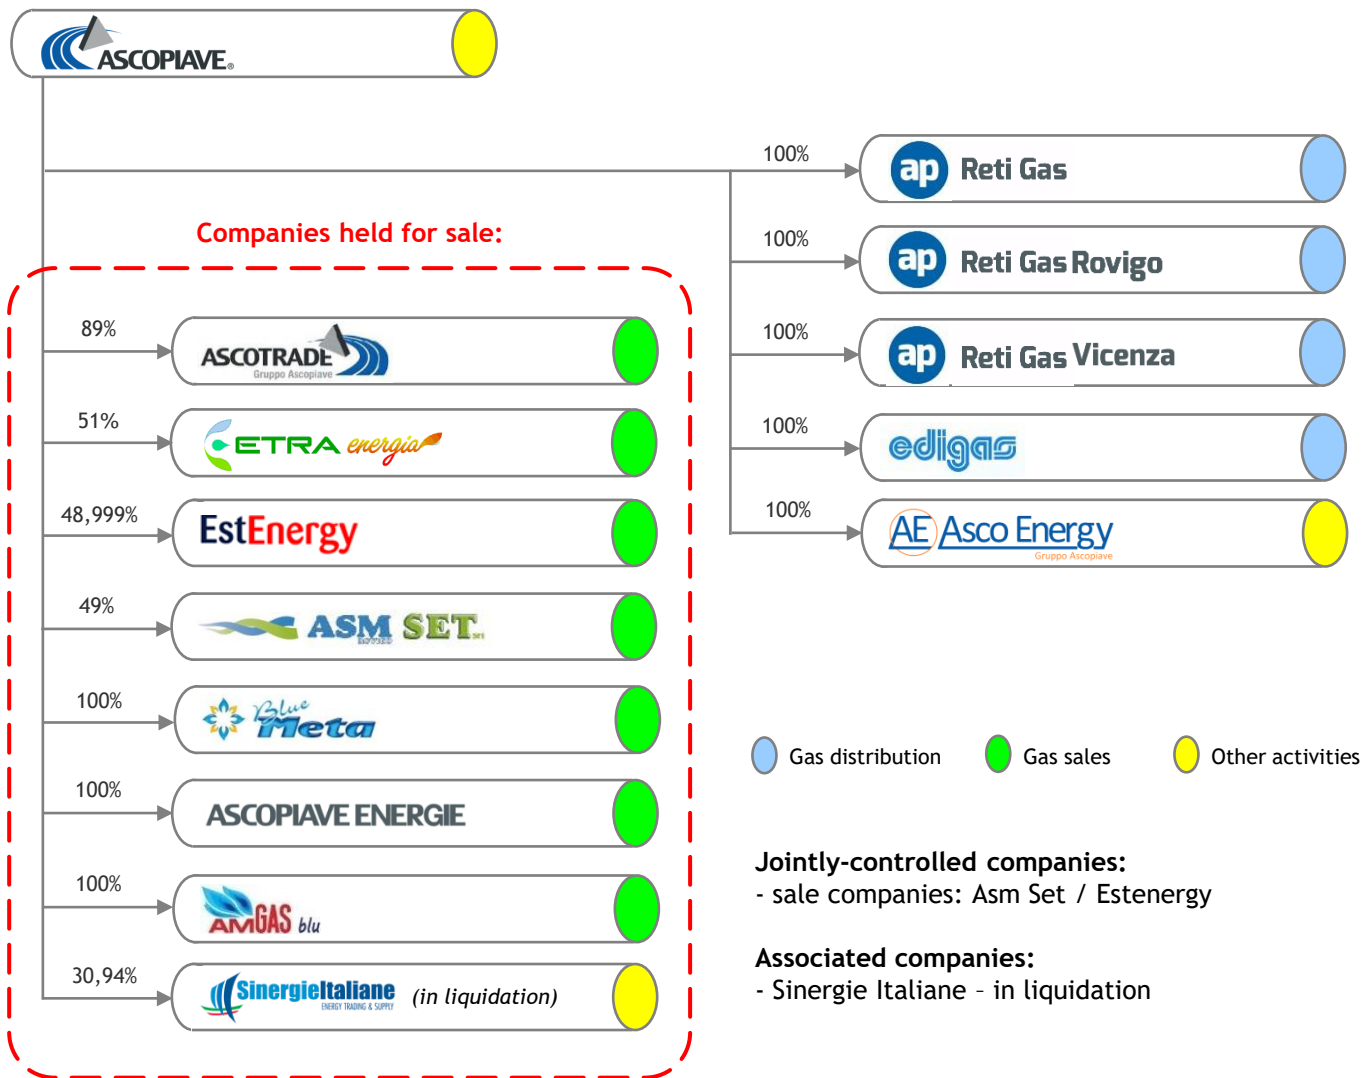 ASCOPIAVE®
100%
ap Reti Gas
Companies held for sale:
100%
ap Reti Gas Rovigo
89%
ASCOTRADE
Gruppo Ascopiave
100%
ap Reti Gas Vicenza
51%
ETRA energia
100%
edigas
48,999%
EstEnergy
100%
AE Asco Energy
Gruppo Ascopiave
49%
ASM SET
100%
Blue
Meta
Gas distribution
Gas sales
Other activities
100%
ASCOPIAVE ENERGIE
Jointly-controlled companies:
- sale companies: Asm Set / Estenergy
100%
AMGAS blu
Associated companies:
- Sinergie Italiane – in liquidation
30,94%
SinergieItaliane (in liquidation)
ENERGY TRADING & SUPPLY